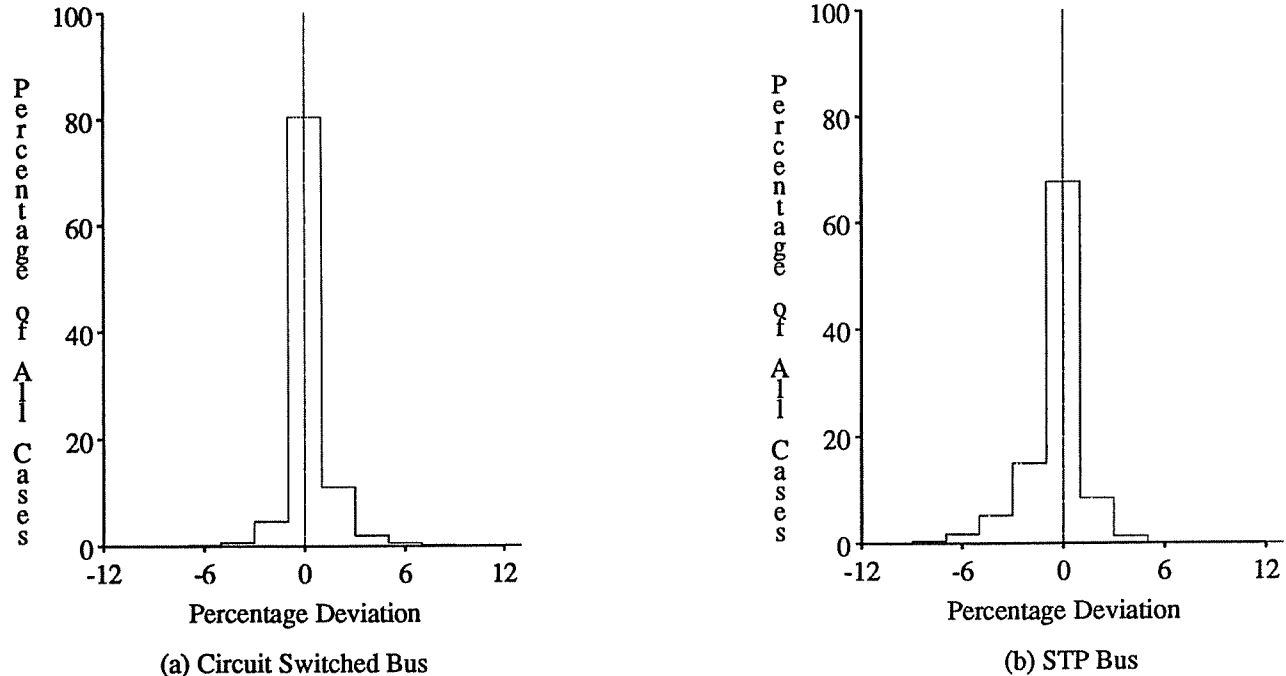 Percentage of All Cases
100
80
60
40
20
0
-12 -6 0 6 12
Percentage Deviation
(a) Circuit Switched Bus
Percentage of All Cases
100
80
60
40
20
0
-12 -6 0 6 12
Percentage Deviation
(b) STP Bus